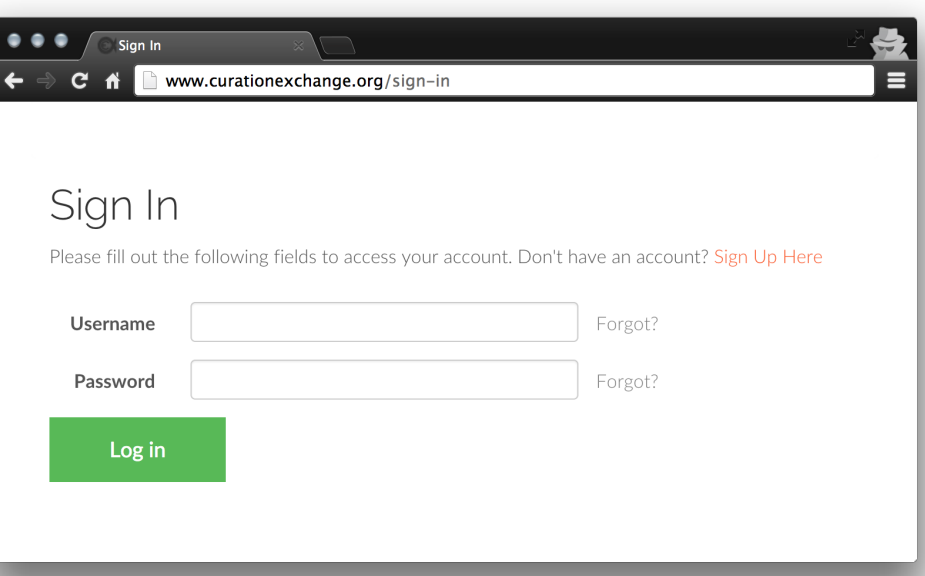 Sign In
www.curationexchange.org/sign-in
Sign In
Please fill out the following fields to access your account. Don't have an account? Sign Up Here
Username Forgot?
Password Forgot?
Log in